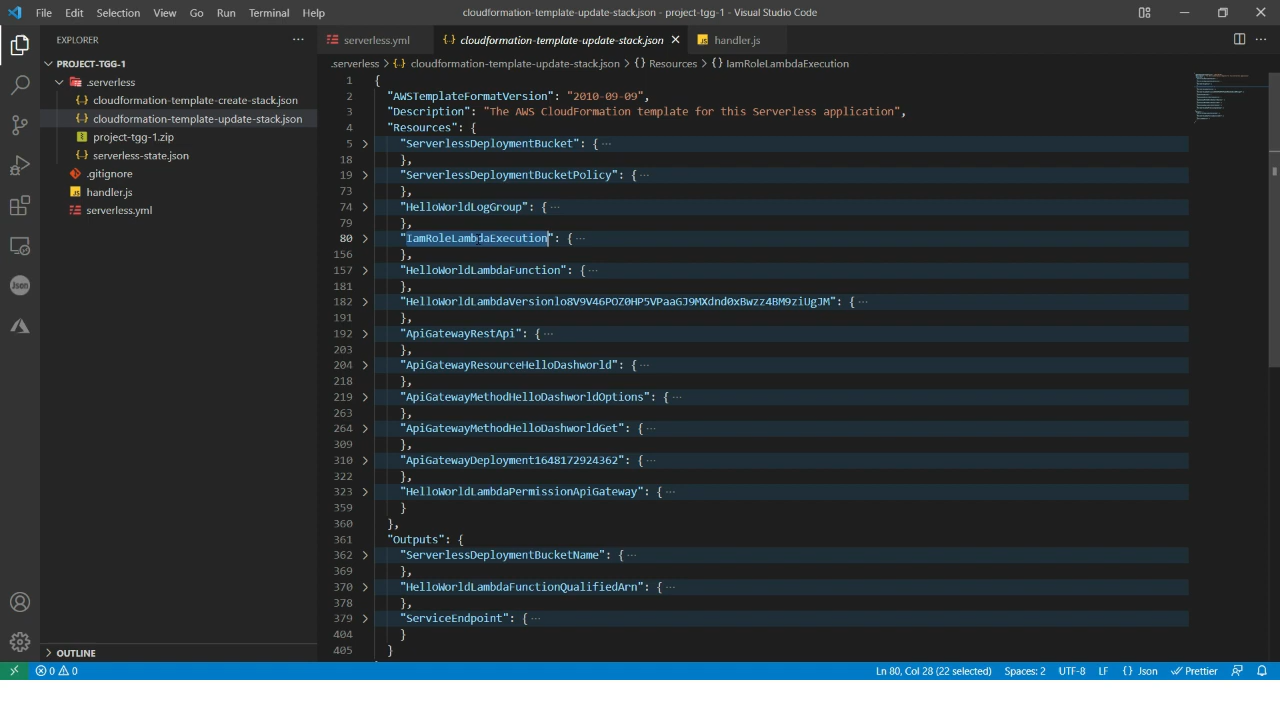 File Edit Selection View Go Run Terminal Help
cloudformation-template-update-stack.json - project-tgg-1 - Visual Studio Code
EXPLORER
PROJECT-TGG-1
.serverless
cloudformation-template-create-stack.json
cloudformation-template-update-stack.json
project-tgg-1.zip
serverless-state.json
.gitignore
handler.js
serverless.yml
OUTLINE
serverless.yml
cloudformation-template-update-stack.json
handler.js
.serverless > {..} cloudformation-template-update-stack.json > {} Resources > {} IamRoleLambdaExecution
1 {
2 "AWSTemplateFormatVersion": "2010-09-09",
3 "Description": "The AWS CloudFormation template for this Serverless application",
4 "Resources": {
5 > "ServerlessDeploymentBucket": { ···
18 },
19 > "ServerlessDeploymentBucketPolicy": { ···
73 },
74 > "HelloWorldLogGroup": { ···
79 },
80 > "IamRoleLambdaExecution": { ···
156 },
157 > "HelloWorldLambdaFunction": { ···
181 },
182 > "HelloWorldLambdaVersionlo8V9V46POZ0HP5VPaaGJ9MXdnd0xBwzz4BM9ziUgJM": { ···
191 },
192 > "ApiGatewayRestApi": { ···
203 },
204 > "ApiGatewayResourceHelloDashworld": { ···
218 },
219 > "ApiGatewayMethodHelloDashworldOptions": { ···
263 },
264 > "ApiGatewayMethodHelloDashworldGet": { ···
309 },
310 > "ApiGatewayDeployment1648172924362": { ···
322 },
323 > "HelloWorldLambdaPermissionApiGateway": { ···
359 }
360 },
361 "Outputs": {
362 > "ServerlessDeploymentBucketName": { ···
369 },
370 > "HelloWorldLambdaFunctionQualifiedArn": { ···
378 },
379 > "ServiceEndpoint": { ···
404 }
405 }
0 0
Ln 80, Col 28 (22 selected) Spaces: 2 UTF-8 LF {} Json Prettier